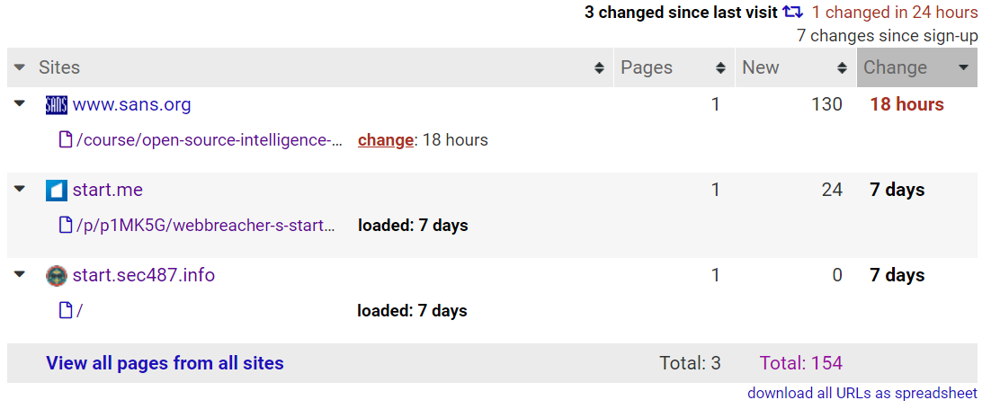 3 changed since last visit 1 changed in 24 hours
7 changes since sign-up
Sites Pages New Change
SANS www.sans.org 1 130 18 hours
/course/open-source-intelligence-... change: 18 hours
start.me 1 24 7 days
/p/p1MK5G/webbreacher-s-start... loaded: 7 days
start.sec487.info 1 0 7 days
/ loaded: 7 days
View all pages from all sites Total: 3 Total: 154
download all URLs as spreadsheet